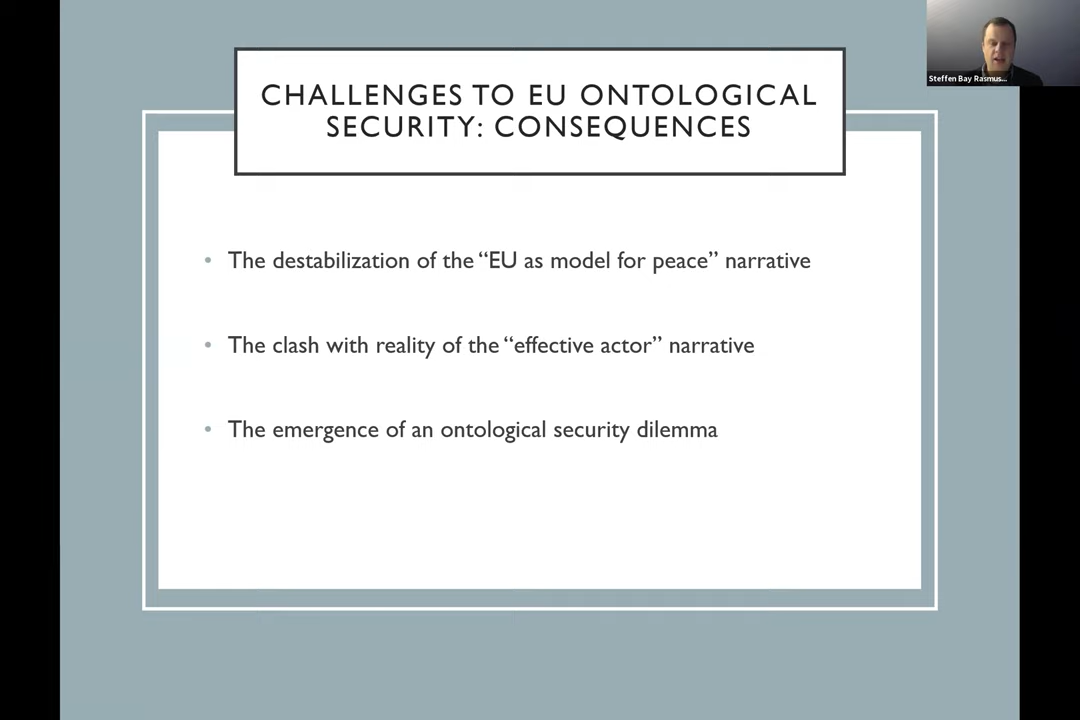 Steffen Bay Rasmus...
CHALLENGES TO EU ONTOLOGICAL
SECURITY: CONSEQUENCES
• The destabilization of the “EU as model for peace” narrative
• The clash with reality of the “effective actor” narrative
• The emergence of an ontological security dilemma